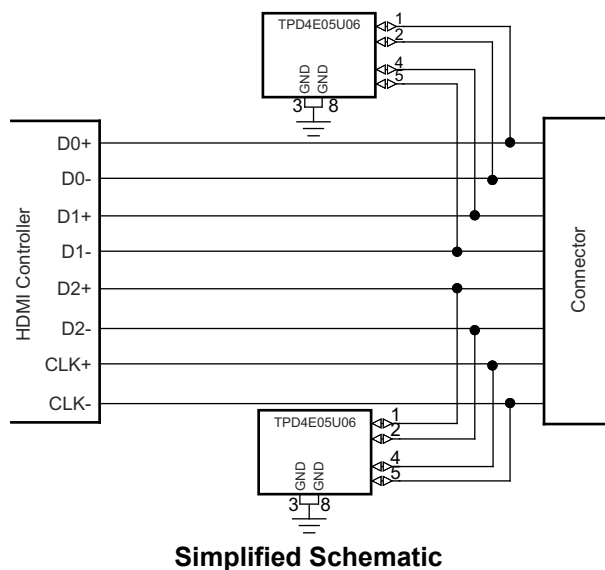 TPD4E05U06
1
2
4
5
GND
GND
3 8
HDMI Controller
D0+
D0-
D1+
D1-
D2+
D2-
CLK+
CLK-
Connector
TPD4E05U06
1
2
4
5
GND
GND
3 8
Simplified Schematic